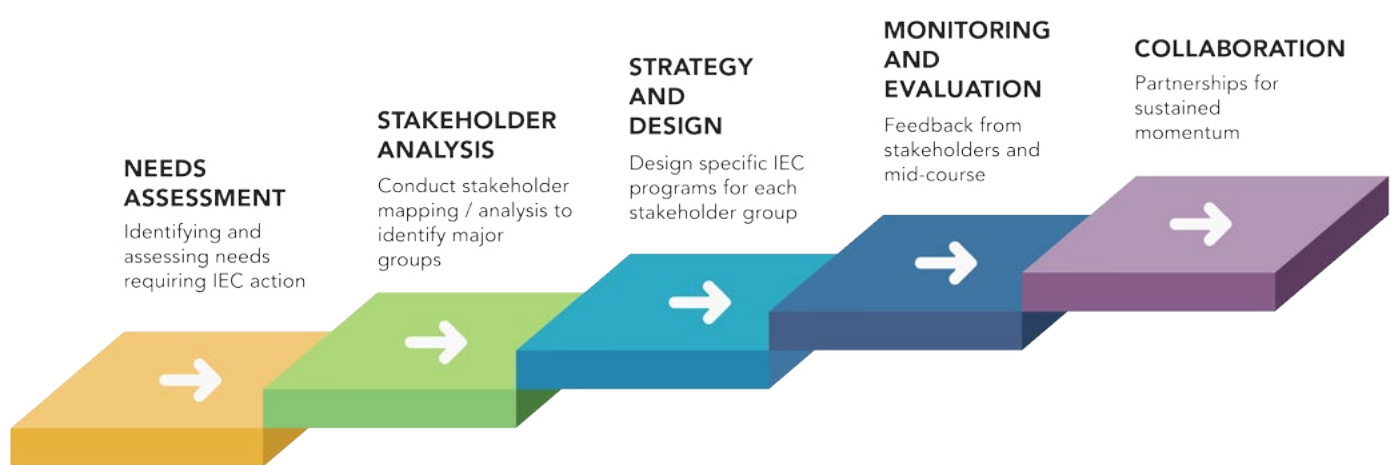 NEEDS
ASSESSMENT
Identifying and
assessing needs
requiring IEC action
STAKEHOLDER
ANALYSIS
Conduct stakeholder
mapping / analysis to
identify major
groups
STRATEGY
AND
DESIGN
Design specific IEC
programs for each
stakeholder group
MONITORING
AND
EVALUATION
Feedback from
stakeholders and
mid-course
COLLABORATION
Partnerships for
sustained
momentum